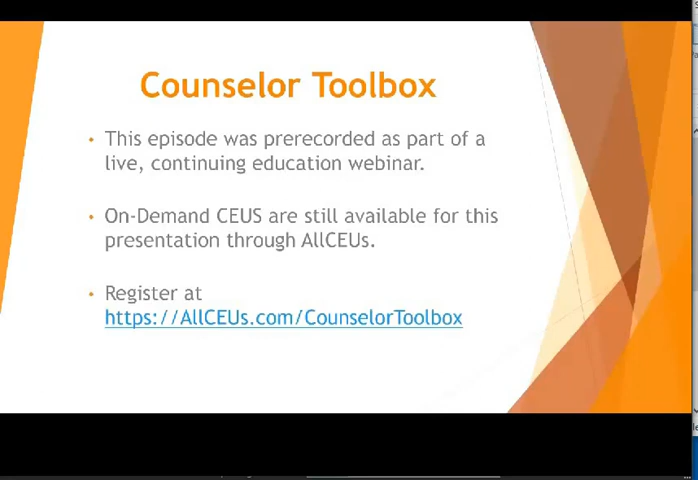 Counselor Toolbox
• This episode was prerecorded as part of a
live, continuing education webinar.
• On-Demand CEUS are still available for this
presentation through AllCEUs.
• Register at
https://AllCEUs.com/CounselorToolbox